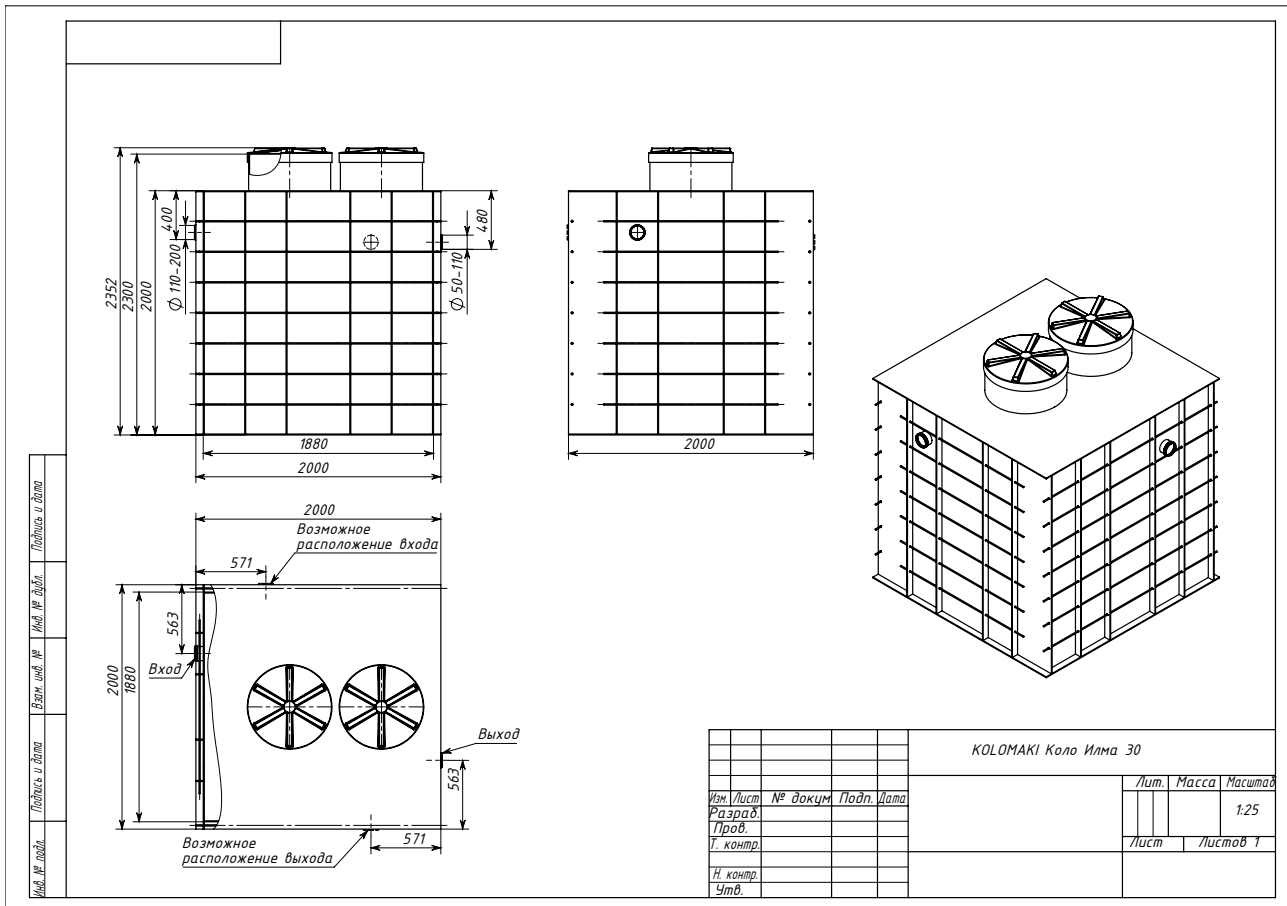 2352
2300
2000
400
Ø 110-200
480
Ø 50-110
1880
2000
2000
2000
571
Возможное
расположение входа
563
Вход
2000
1880
Выход
563
571
Возможное
расположение выхода
Подпись и дата
Инв. № дубл.
Взам. инв. №
Подпись и дата
Инв. № подл.
KOLOMAKI Коло Илма 30
Лит. Масса Масштаб
1:25
Лист Листов 1
Изм. Лист № докум Подп. Дата
Разраб.
Пров.
Т. контр.
Н. контр.
Утв.